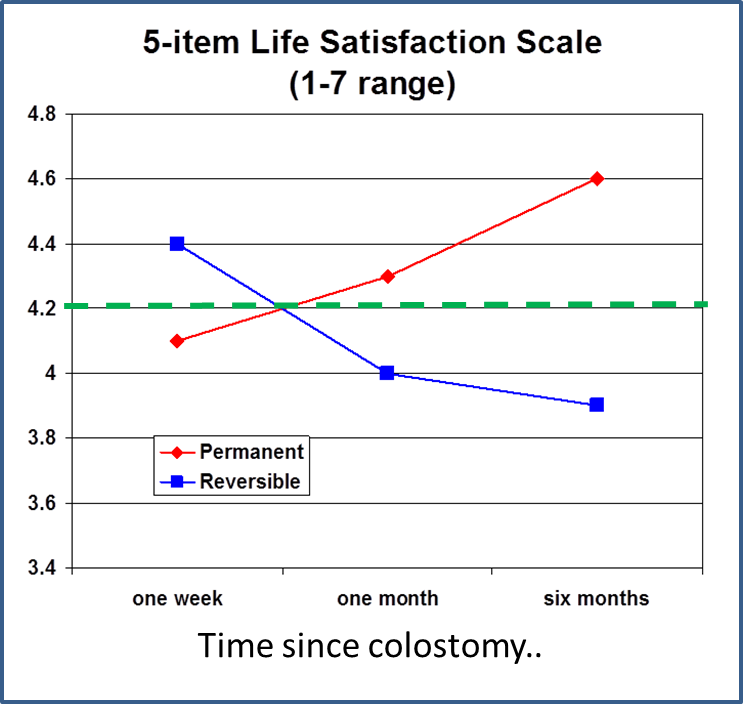 5-item Life Satisfaction Scale
(1-7 range)
4.8
4.6
4.4
4.2
4
3.8
3.6
3.4
Permanent
Reversible
one week one month six months
Time since colostomy..